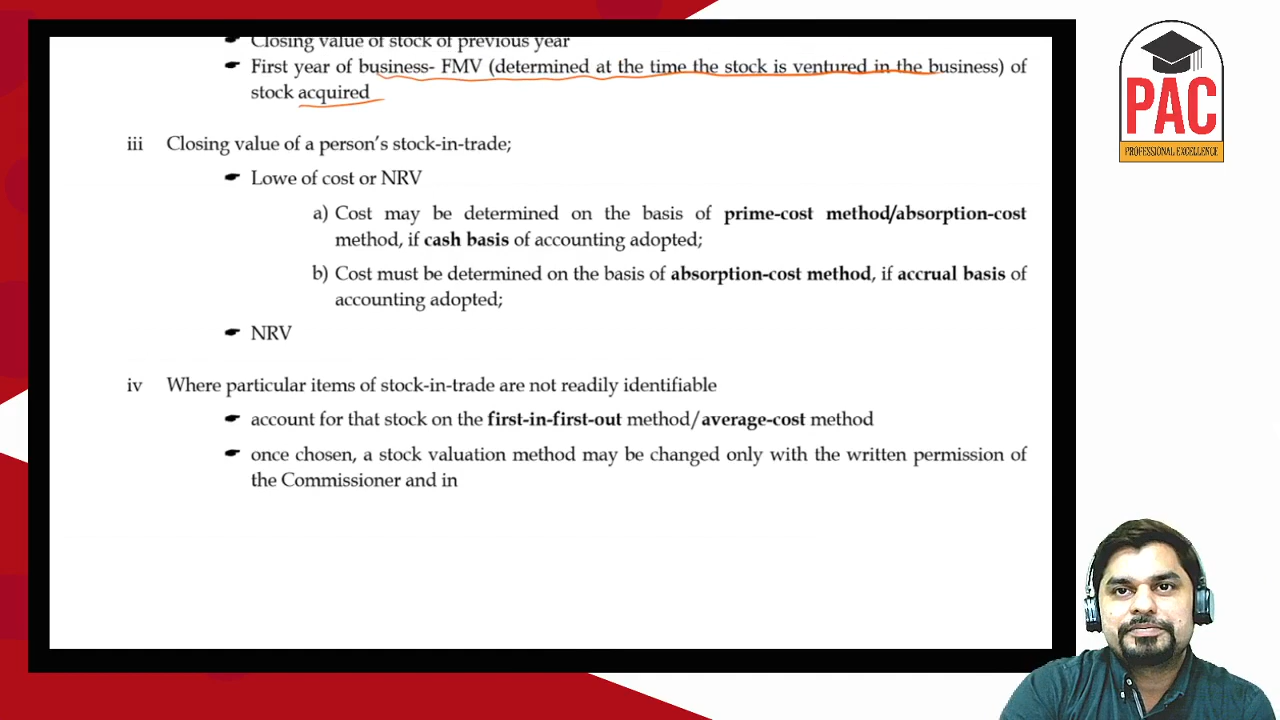 Closing value of stock of previous year
First year of business- FMV (determined at the time the stock is ventured in the business) of
stock acquired
iii Closing value of a person's stock-in-trade;
Lowe of cost or NRV
a) Cost may be determined on the basis of prime-cost method/absorption-cost
method, if cash basis of accounting adopted;
b) Cost must be determined on the basis of absorption-cost method, if accrual basis of
accounting adopted;
NRV
iv Where particular items of stock-in-trade are not readily identifiable
account for that stock on the first-in-first-out method/average-cost method
once chosen, a stock valuation method may be changed only with the written permission of
the Commissioner and in
PAC
PROFESSIONAL EXCELLENCE